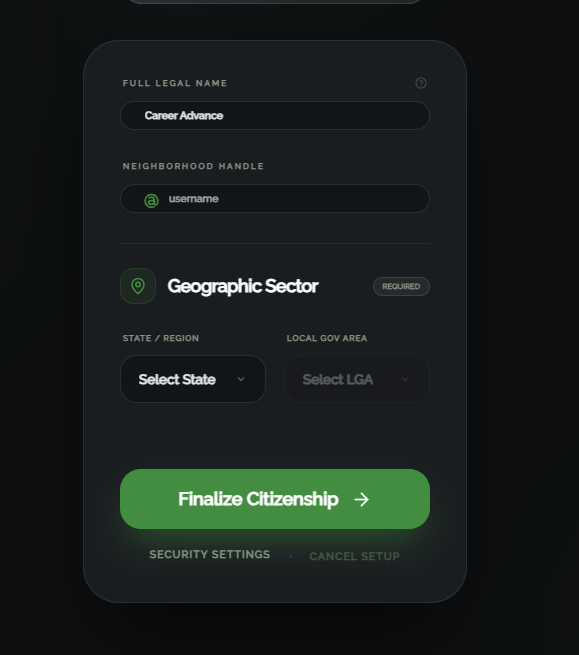 FULL LEGAL NAME
Career Advance
NEIGHBORHOOD HANDLE
@ username
Geographic Sector REQUIRED
STATE / REGION LOCAL GOV AREA
Select State Select LGA
Finalize Citizenship →
SECURITY SETTINGS · CANCEL SETUP